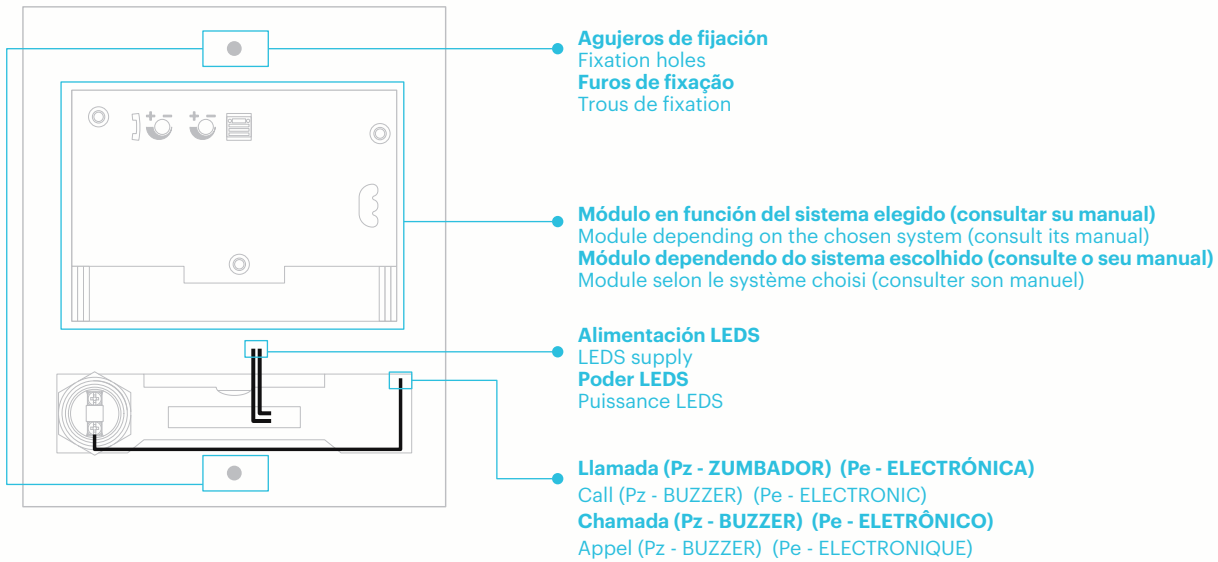 Agujeros de fijación
Fixation holes
Furos de fixação
Trous de fixation
Módulo en función del sistema elegido (consultar su manual)
Module depending on the chosen system (consult its manual)
Módulo dependendo do sistema escolhido (consulte o seu manual)
Module selon le système choisi (consulter son manuel)
Alimentación LEDS
LEDS supply
Poder LEDS
Puissance LEDS
Llamada (Pz - ZUMBADOR) (Pe - ELECTRÓNICA)
Call (Pz - BUZZER) (Pe - ELECTRONIC)
Chamada (Pz - BUZZER) (Pe - ELETRÔNICO)
Appel (Pz - BUZZER) (Pe - ELECTRONIQUE)